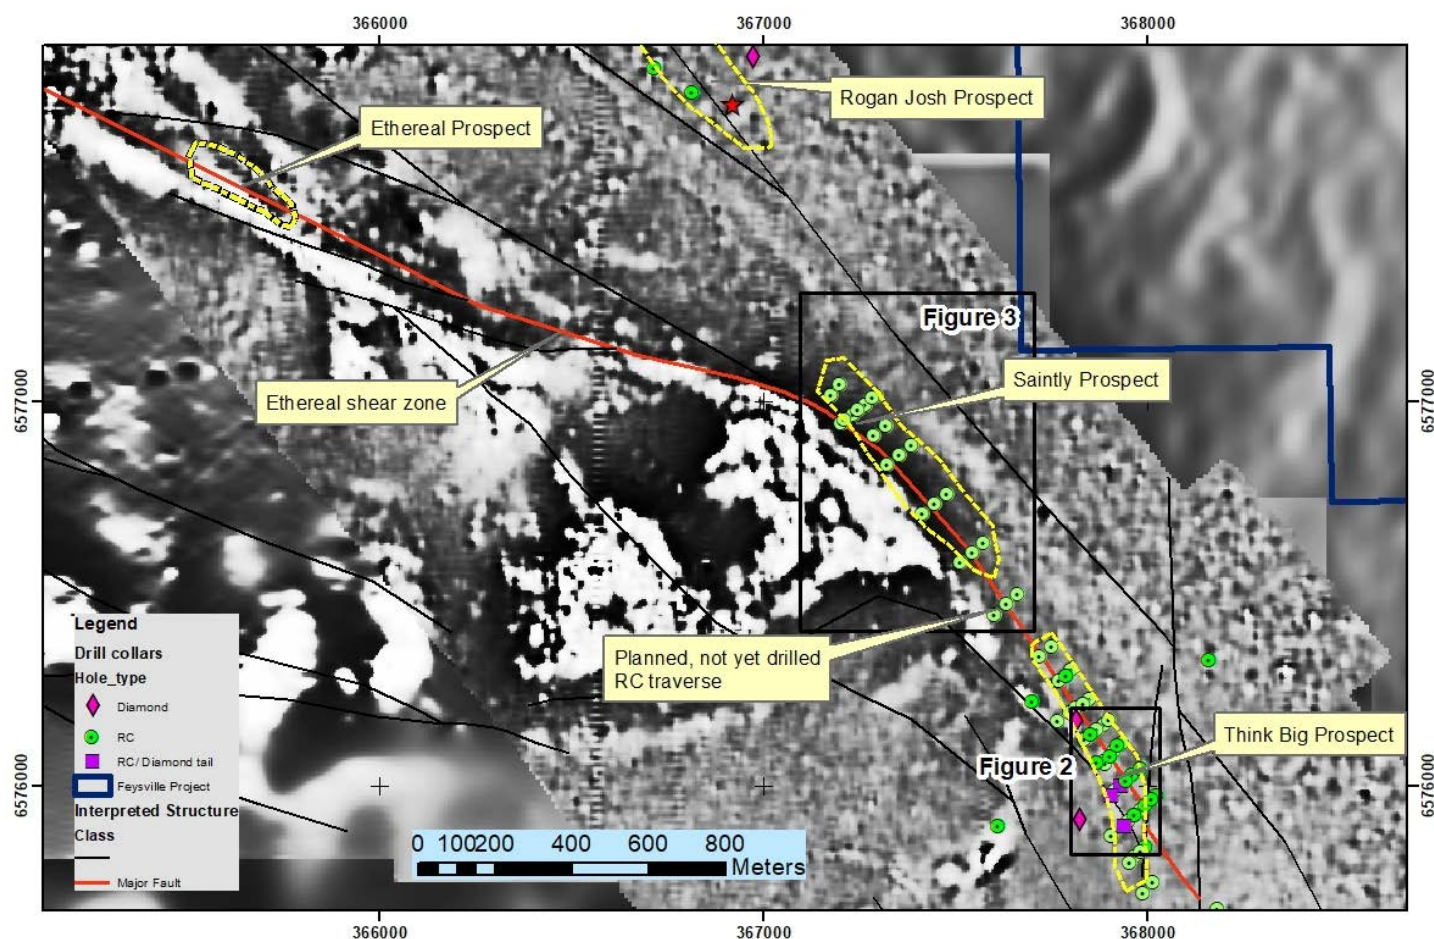 366000
367000
368000
Rogan Josh Prospect
Ethereal Prospect
Figure 3
Saintly Prospect
Ethereal shear zone
6577000
6577000
Planned, not yet drilled
RC traverse
Think Big Prospect
Figure 2
6576000
6576000
Legend
Drill collars
Hole_type
Diamond
RC
RC/Diamond tail
Feysville Project
Interpreted Structure
Class
Major Fault
0 100 200 400 600 800
Meters
366000
367000
368000